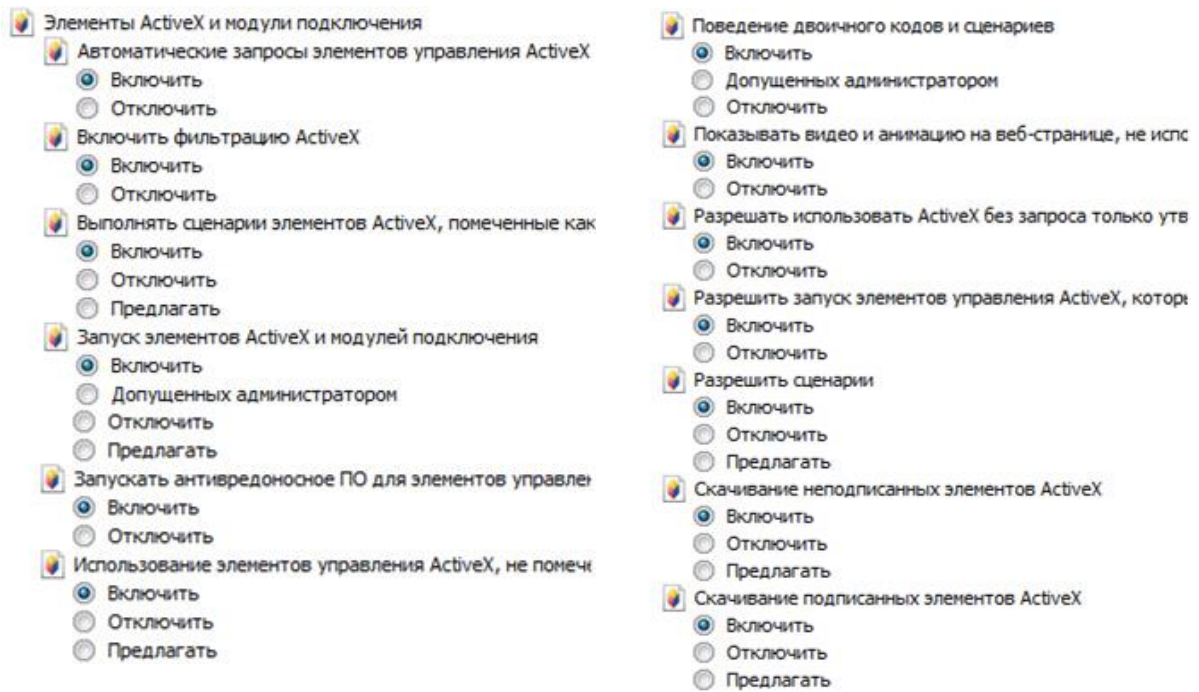 Элементы ActiveX и модули подключения
Автоматические запросы элементов управления ActiveX
Включить
Отключить
Включить фильтрацию ActiveX
Включить
Отключить
Выполнять сценарии элементов ActiveX, помеченные как
Включить
Отключить
Предлагать
Запуск элементов ActiveX и модулей подключения
Включить
Допущенных администратором
Отключить
Предлагать
Запускать антивредоносное ПО для элементов управлен
Включить
Отключить
Использование элементов управления ActiveX, не помече
Включить
Отключить
Предлагать
Поведение двоичного кодов и сценариев
Включить
Допущенных администратором
Отключить
Показывать видео и анимацию на веб-странице, не испо
Включить
Отключить
Разрешать использовать ActiveX без запроса только утв
Включить
Отключить
Разрешить запуск элементов управления ActiveX, которы
Включить
Отключить
Разрешить сценарии
Включить
Отключить
Предлагать
Скачивание неподписанных элементов ActiveX
Включить
Отключить
Предлагать
Скачивание подписанных элементов ActiveX
Включить
Отключить
Предлагать